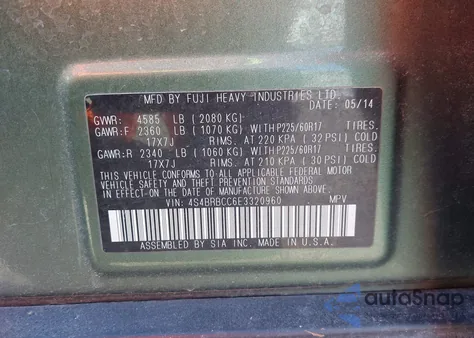 MFD BY FUJI HEAVY INDUSTRIES LTD.
DATE: 05/14
GVWR: 4585 LB (2080 KG)
GAWR:F 2360 LB (1070 KG) WITH P225/60R17 TIRES.
17X7J RIMS. AT 220 KPA (32 PSI) COLD
GAWR:R 2340 LB (1060 KG) WITH P225/60R17 TIRES.
17X7J RIMS. AT 210 KPA (30 PSI) COLD
THIS VEHICLE CONFORMS TO ALL APPLICABLE FEDERAL MOTOR
VEHICLE SAFETY STANDARDS IN EFFECT ON THE
DATE OF MANUFACTURE SHOWN ABOVE.
VIN: 4S4BRBCC6E3320960 MPV
ASSEMBLED BY SIA INC. MADE IN U.S.A.
autoSnap